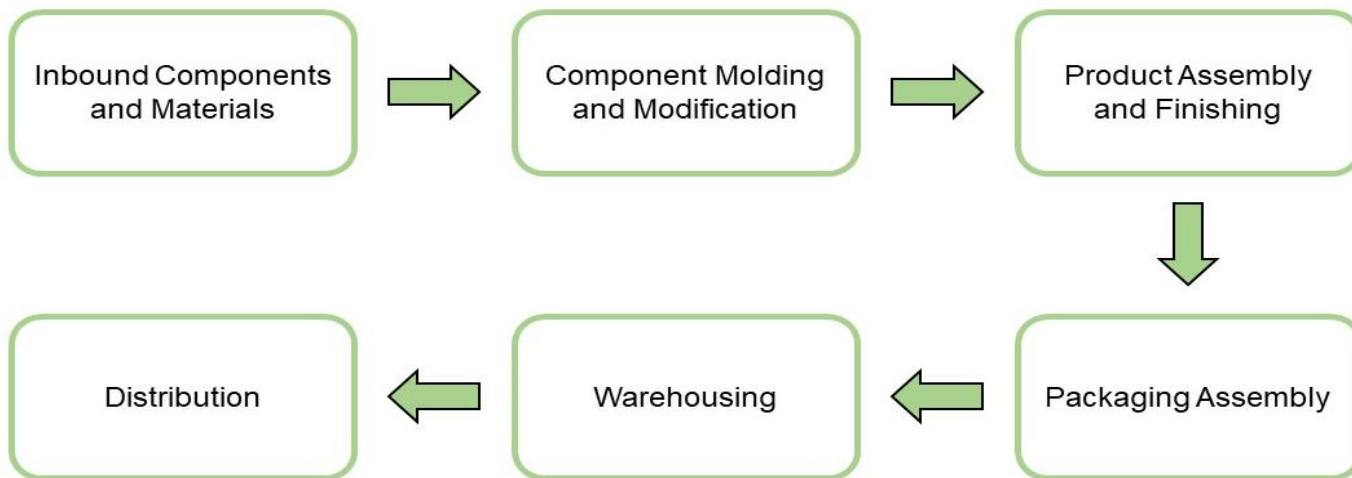 Inbound Components
and Materials
Component Molding
and Modification
Product Assembly
and Finishing
Packaging Assembly
Warehousing
Distribution